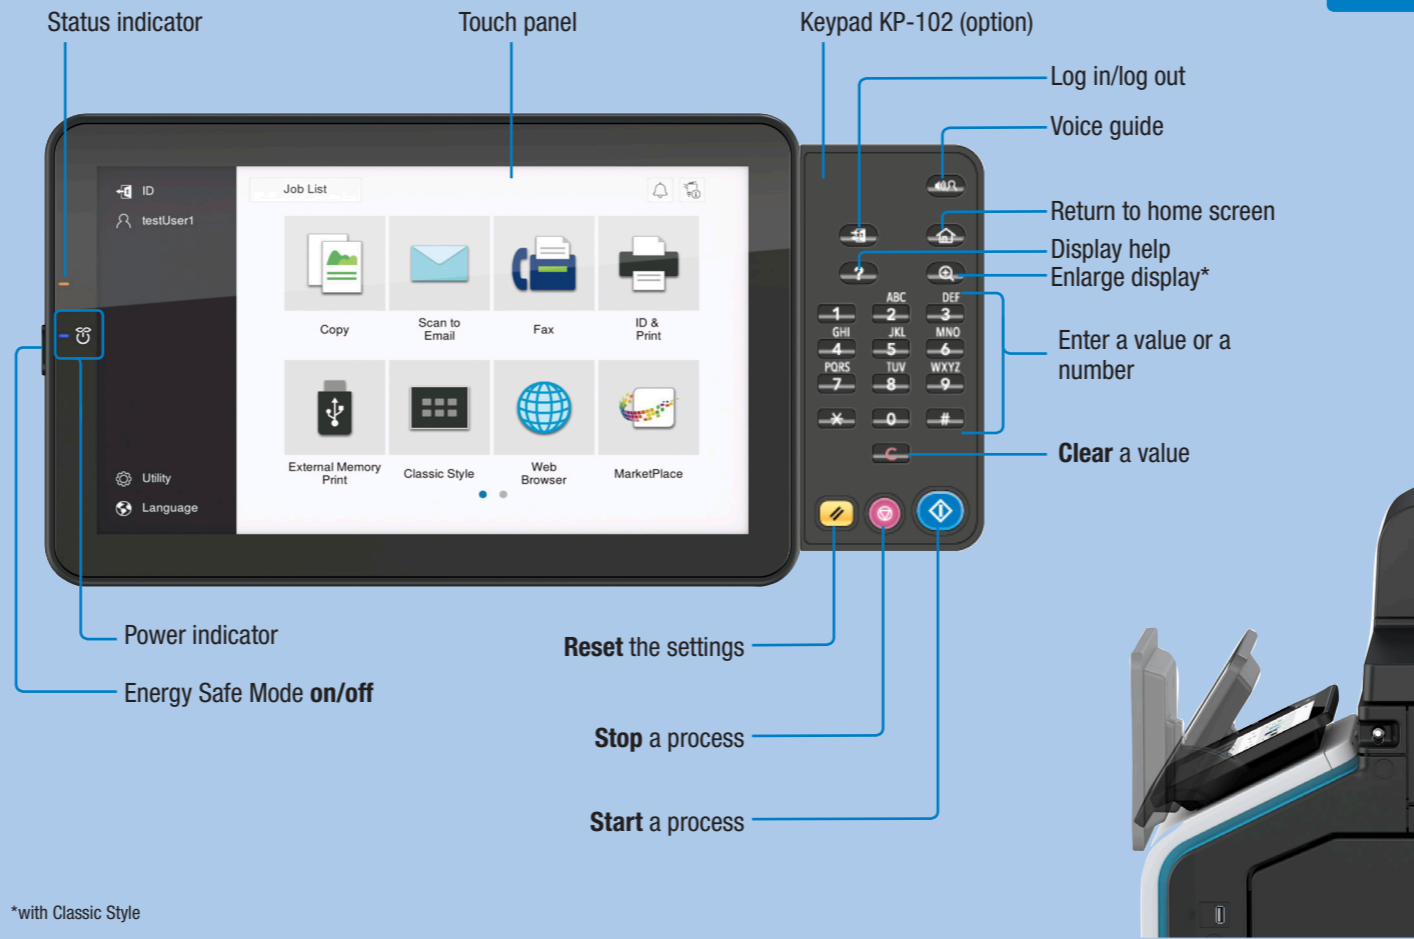 Status indicator
Touch panel
Keypad KP-102 (option)
Log in/log out
Voice guide
Return to home screen
Display help
Enlarge display*
Enter a value or a
number
Clear a value
ID
testUser1
Job List
Copy
Scan to
Email
Fax
ID &
Print
External Memory
Print
Classic Style
Web
Browser
MarketPlace
Utility
Language
?
ABC DEF
1 2 3
GHI JKL MNO
4 5 6
PQRS TUV WXYZ
7 8 9
* 0 #
C
Power indicator
Energy Safe Mode on/off
Reset the settings
Stop a process
Start a process
*with Classic Style